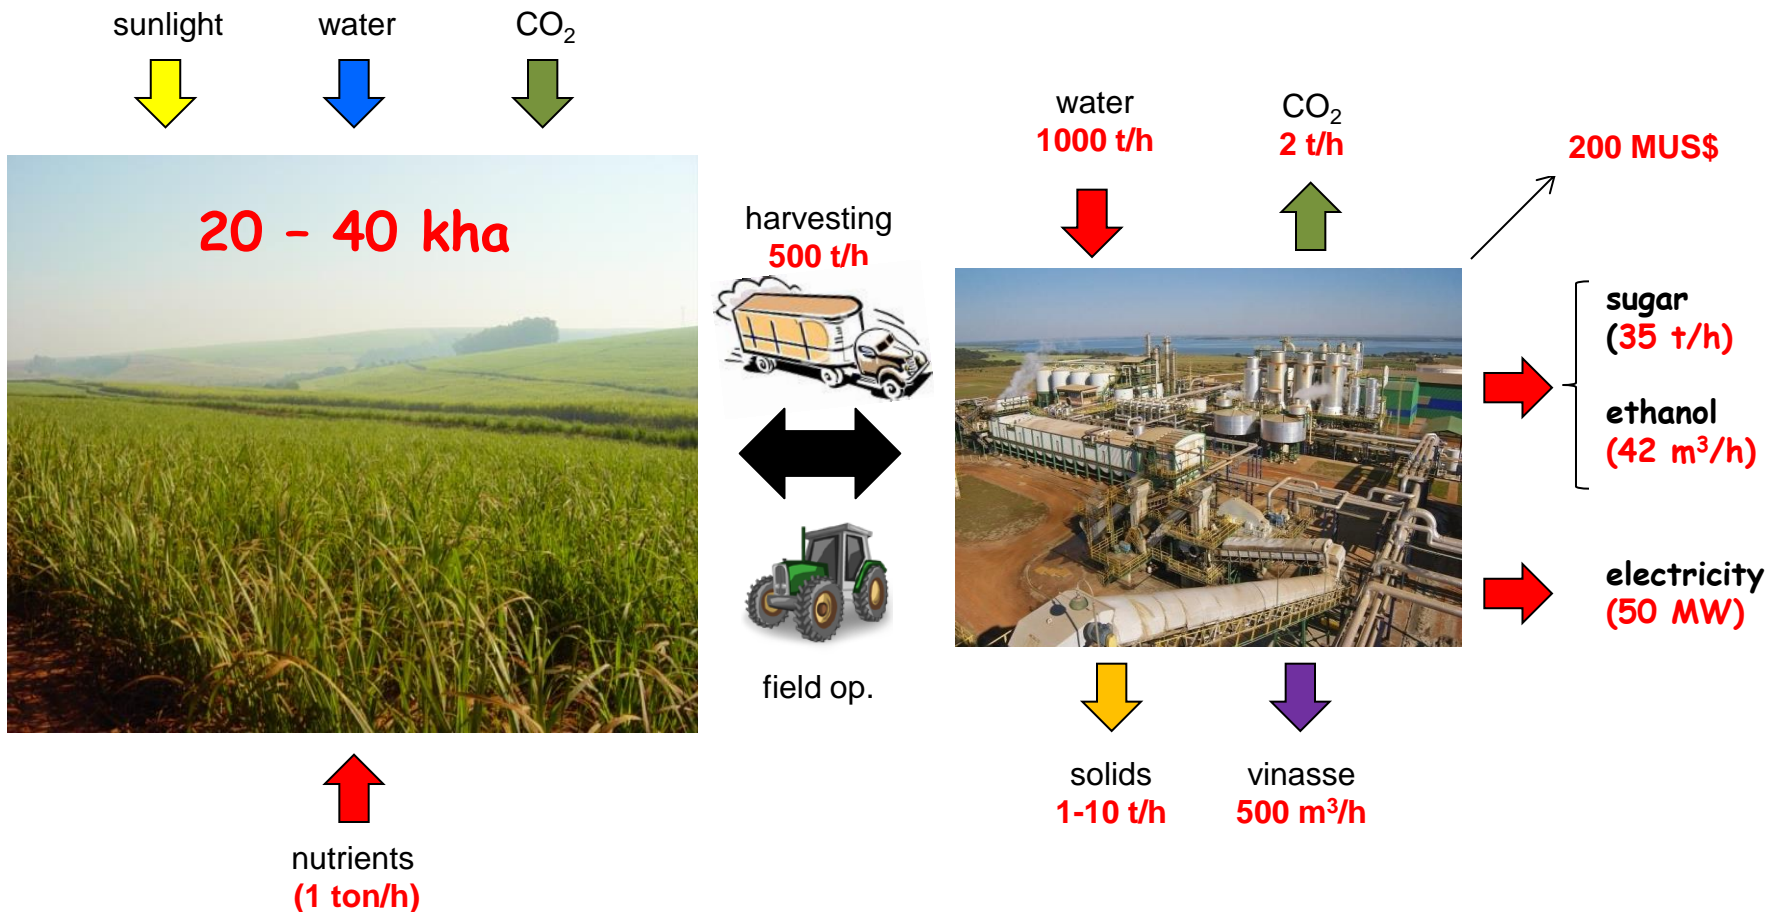 sunlight
water
CO₂
20 – 40 kha
nutrients
(1 ton/h)
harvesting
500 t/h
field op.
water
1000 t/h
CO₂
2 t/h
200 MUS$
sugar
(35 t/h)
ethanol
(42 m³/h)
electricity
(50 MW)
solids
1-10 t/h
vinasse
500 m³/h